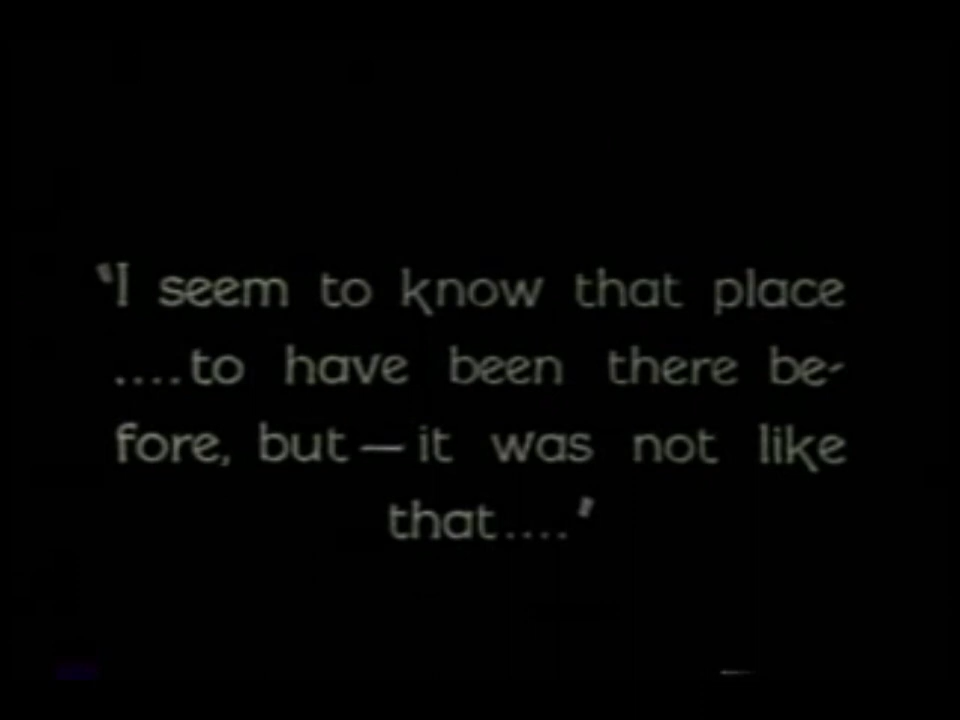 "I seem to know that place
....to have been there be-
fore, but — it was not like
that...."